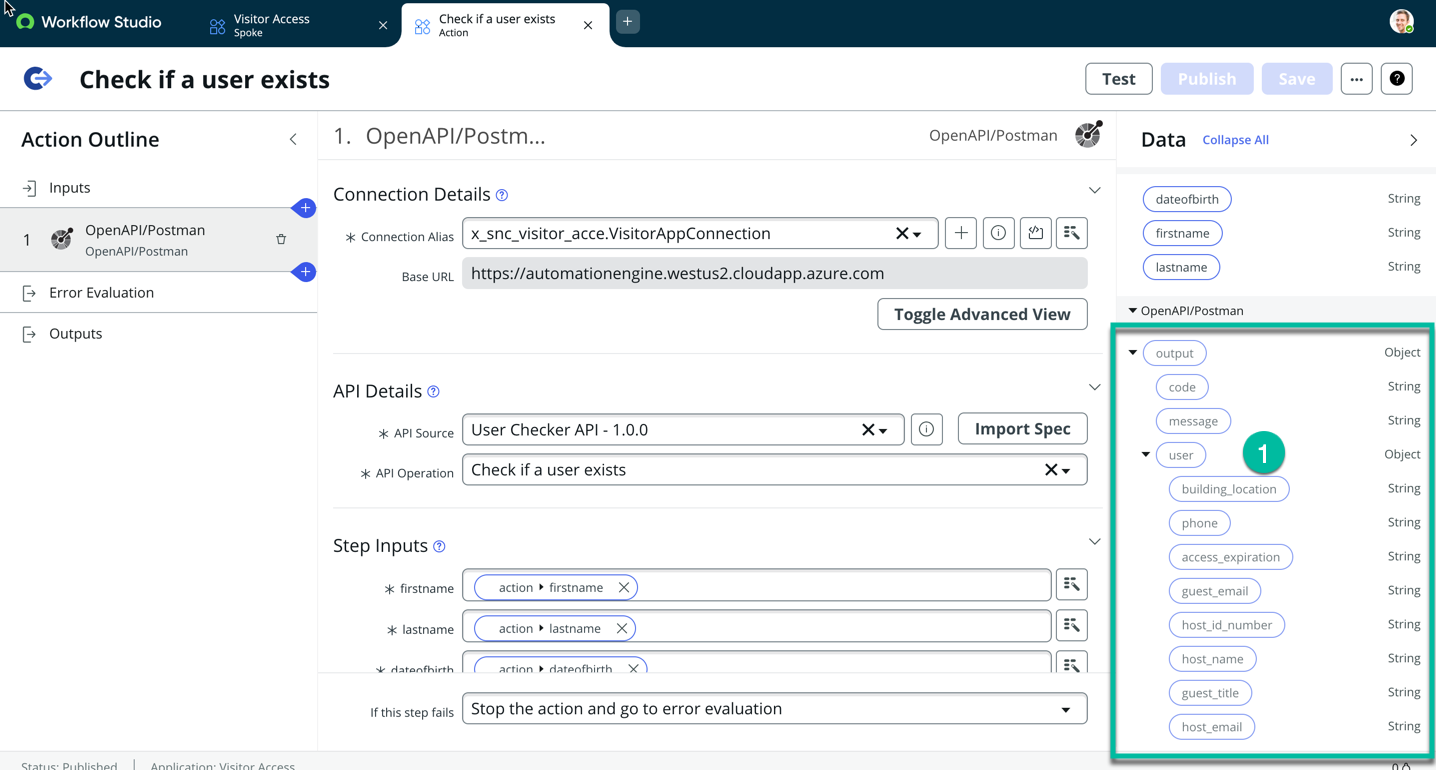 Workflow Studio
Visitor Access
Spoke
Check if a user exists
Action
Check if a user exists
Test
Publish
Save
Action Outline
Inputs
1
OpenAPI/Postman
OpenAPI/Postman
Error Evaluation
Outputs
1. OpenAPI/Postm...
OpenAPI/Postman
Connection Details
Connection Alias
x_snc_visitor_acce.VisitorAppConnection
Base URL
https://automationengine.westus2.cloudapp.azure.com
Toggle Advanced View
API Details
API Source
User Checker API - 1.0.0
Import Spec
API Operation
Check if a user exists
Step Inputs
firstname
action ▸ firstname
lastname
action ▸ lastname
dateofbirth
action ▸ dateofbirth
If this step fails
Stop the action and go to error evaluation
Data Collapse All
dateofbirth String
firstname String
lastname String
OpenAPI/Postman
output Object
code String
message String
user Object
1
building_location String
phone String
access_expiration String
guest_email String
host_id_number String
host_name String
guest_title String
host_email String
Status: Published | Application: Visitor Access
0